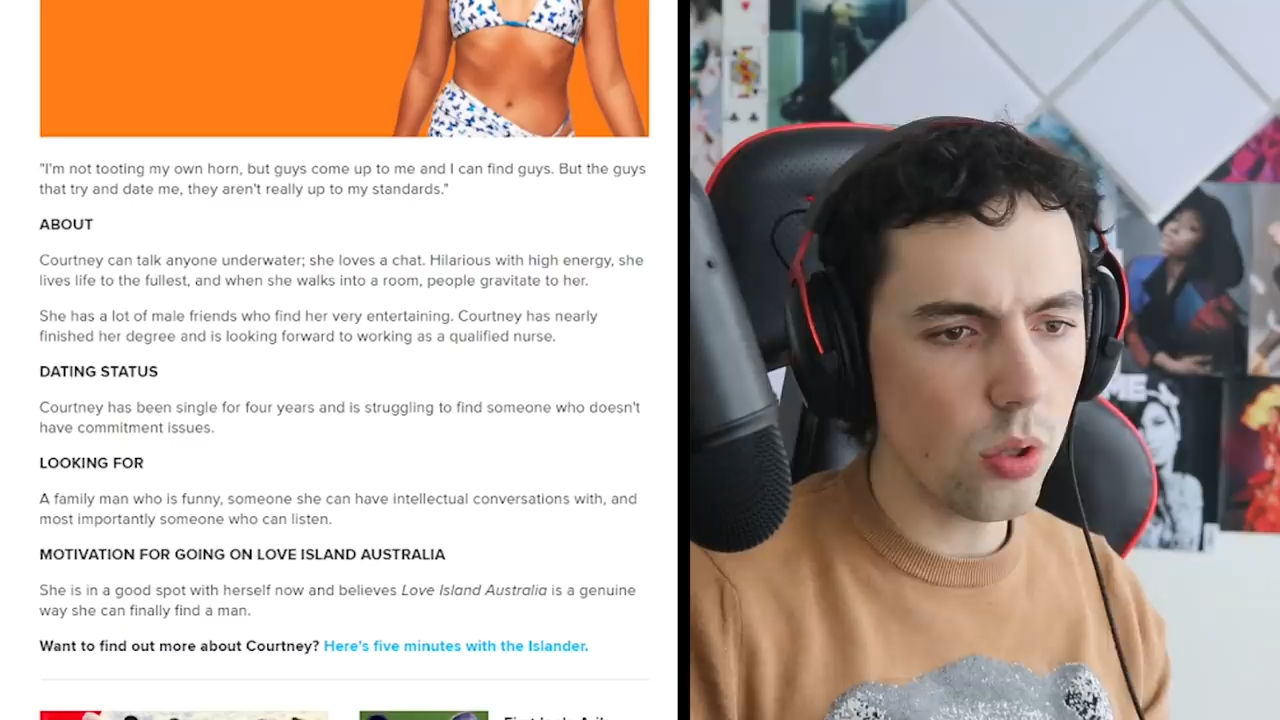 "I'm not tooting my own horn, but guys come up to me and I can find guys. But the guys
that try and date me, they aren't really up to my standards."
ABOUT
Courtney can talk anyone underwater; she loves a chat. Hilarious with high energy, she
lives life to the fullest, and when she walks into a room, people gravitate to her.
She has a lot of male friends who find her very entertaining. Courtney has nearly
finished her degree and is looking forward to working as a qualified nurse.
DATING STATUS
Courtney has been single for four years and is struggling to find someone who doesn't
have commitment issues.
LOOKING FOR
A family man who is funny, someone she can have intellectual conversations with, and
most importantly someone who can listen.
MOTIVATION FOR GOING ON LOVE ISLAND AUSTRALIA
She is in a good spot with herself now and believes Love Island Australia is a genuine
way she can finally find a man.
Want to find out more about Courtney? Here's five minutes with the Islander.
ME